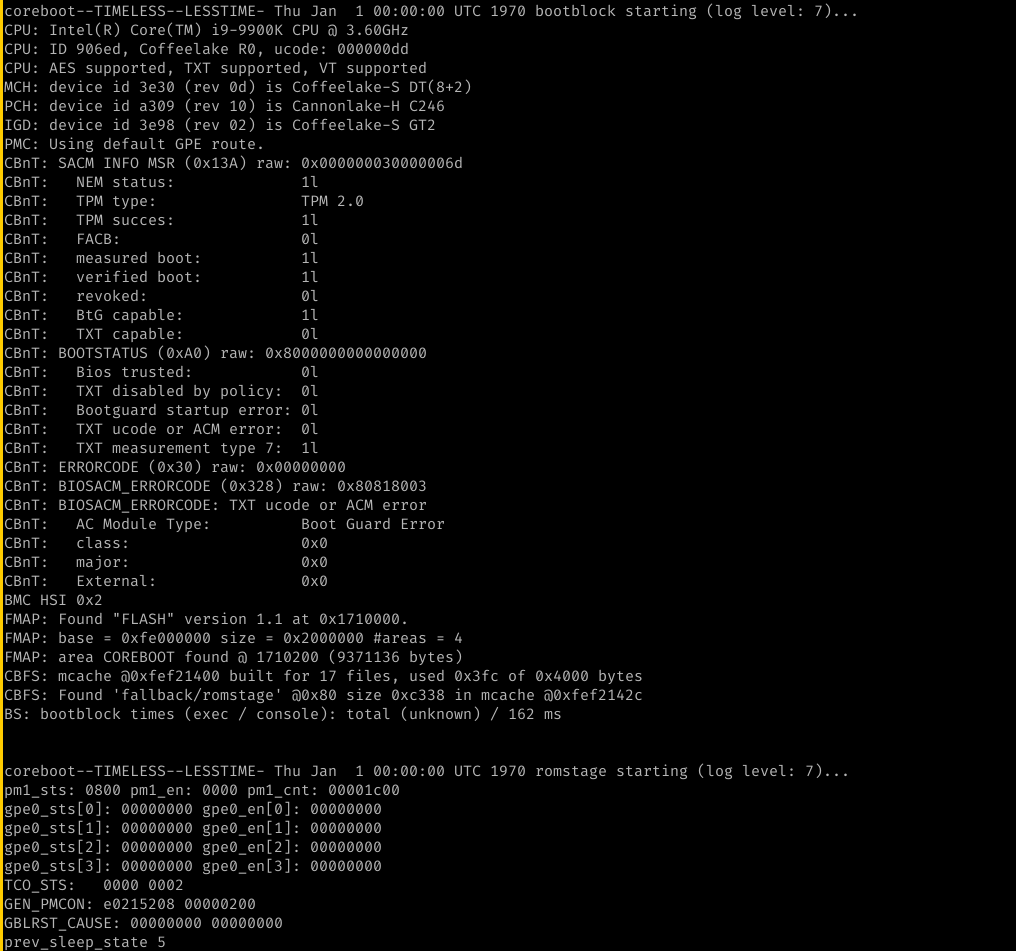 coreboot--TIMELESS--LESSTIME- Thu Jan  1 00:00:00 UTC 1970 bootblock starting (log level: 7)...
CPU: Intel(R) Core(TM) i9-9900K CPU @ 3.60GHz
CPU: ID 906ed, Coffeelake R0, ucode: 000000dd
CPU: AES supported, TXT supported, VT supported
MCH: device id 3e30 (rev 0d) is Coffeelake-S DT(8+2)
PCH: device id a309 (rev 10) is Cannonlake-H C246
IGD: device id 3e98 (rev 02) is Coffeelake-S GT2
PMC: Using default GPE route.
CBnT: SACM INFO MSR (0x13A) raw: 0x000000030000006d
CBnT:   NEM status:              1l
CBnT:   TPM type:                TPM 2.0
CBnT:   TPM succes:              1l
CBnT:   FACB:                    0l
CBnT:   measured boot:           1l
CBnT:   verified boot:           1l
CBnT:   revoked:                 0l
CBnT:   BtG capable:             1l
CBnT:   TXT capable:             0l
CBnT: BOOTSTATUS (0xA0) raw: 0x8000000000000000
CBnT:   Bios trusted:            0l
CBnT:   TXT disabled by policy:  0l
CBnT:   Bootguard startup error: 0l
CBnT:   TXT ucode or ACM error:  0l
CBnT:   TXT measurement type 7:  1l
CBnT: ERRORCODE (0x30) raw: 0x00000000
CBnT: BIOSACM_ERRORCODE (0x328) raw: 0x80818003
CBnT: BIOSACM_ERRORCODE: TXT ucode or ACM error
CBnT:   AC Module Type:          Boot Guard Error
CBnT:   class:                   0x0
CBnT:   major:                   0x0
CBnT:   External:                0x0
BMC HSI 0x2
FMAP: Found "FLASH" version 1.1 at 0x1710000.
FMAP: base = 0xfe000000 size = 0x2000000 #areas = 4
FMAP: area COREBOOT found @ 1710200 (9371136 bytes)
CBFS: mcache @0xfef21400 built for 17 files, used 0x3fc of 0x4000 bytes
CBFS: Found 'fallback/romstage' @0x80 size 0xc338 in mcache @0xfef2142c
BS: bootblock times (exec / console): total (unknown) / 162 ms
coreboot--TIMELESS--LESSTIME- Thu Jan  1 00:00:00 UTC 1970 romstage starting (log level: 7)...
pm1_sts: 0800 pm1_en: 0000 pm1_cnt: 00001c00
gpe0_sts[0]: 00000000 gpe0_en[0]: 00000000
gpe0_sts[1]: 00000000 gpe0_en[1]: 00000000
gpe0_sts[2]: 00000000 gpe0_en[2]: 00000000
gpe0_sts[3]: 00000000 gpe0_en[3]: 00000000
TCO_STS:   0000 0002
GEN_PMCON: e0215208 00000200
GBLRST_CAUSE: 00000000 00000000
prev_sleep_state 5